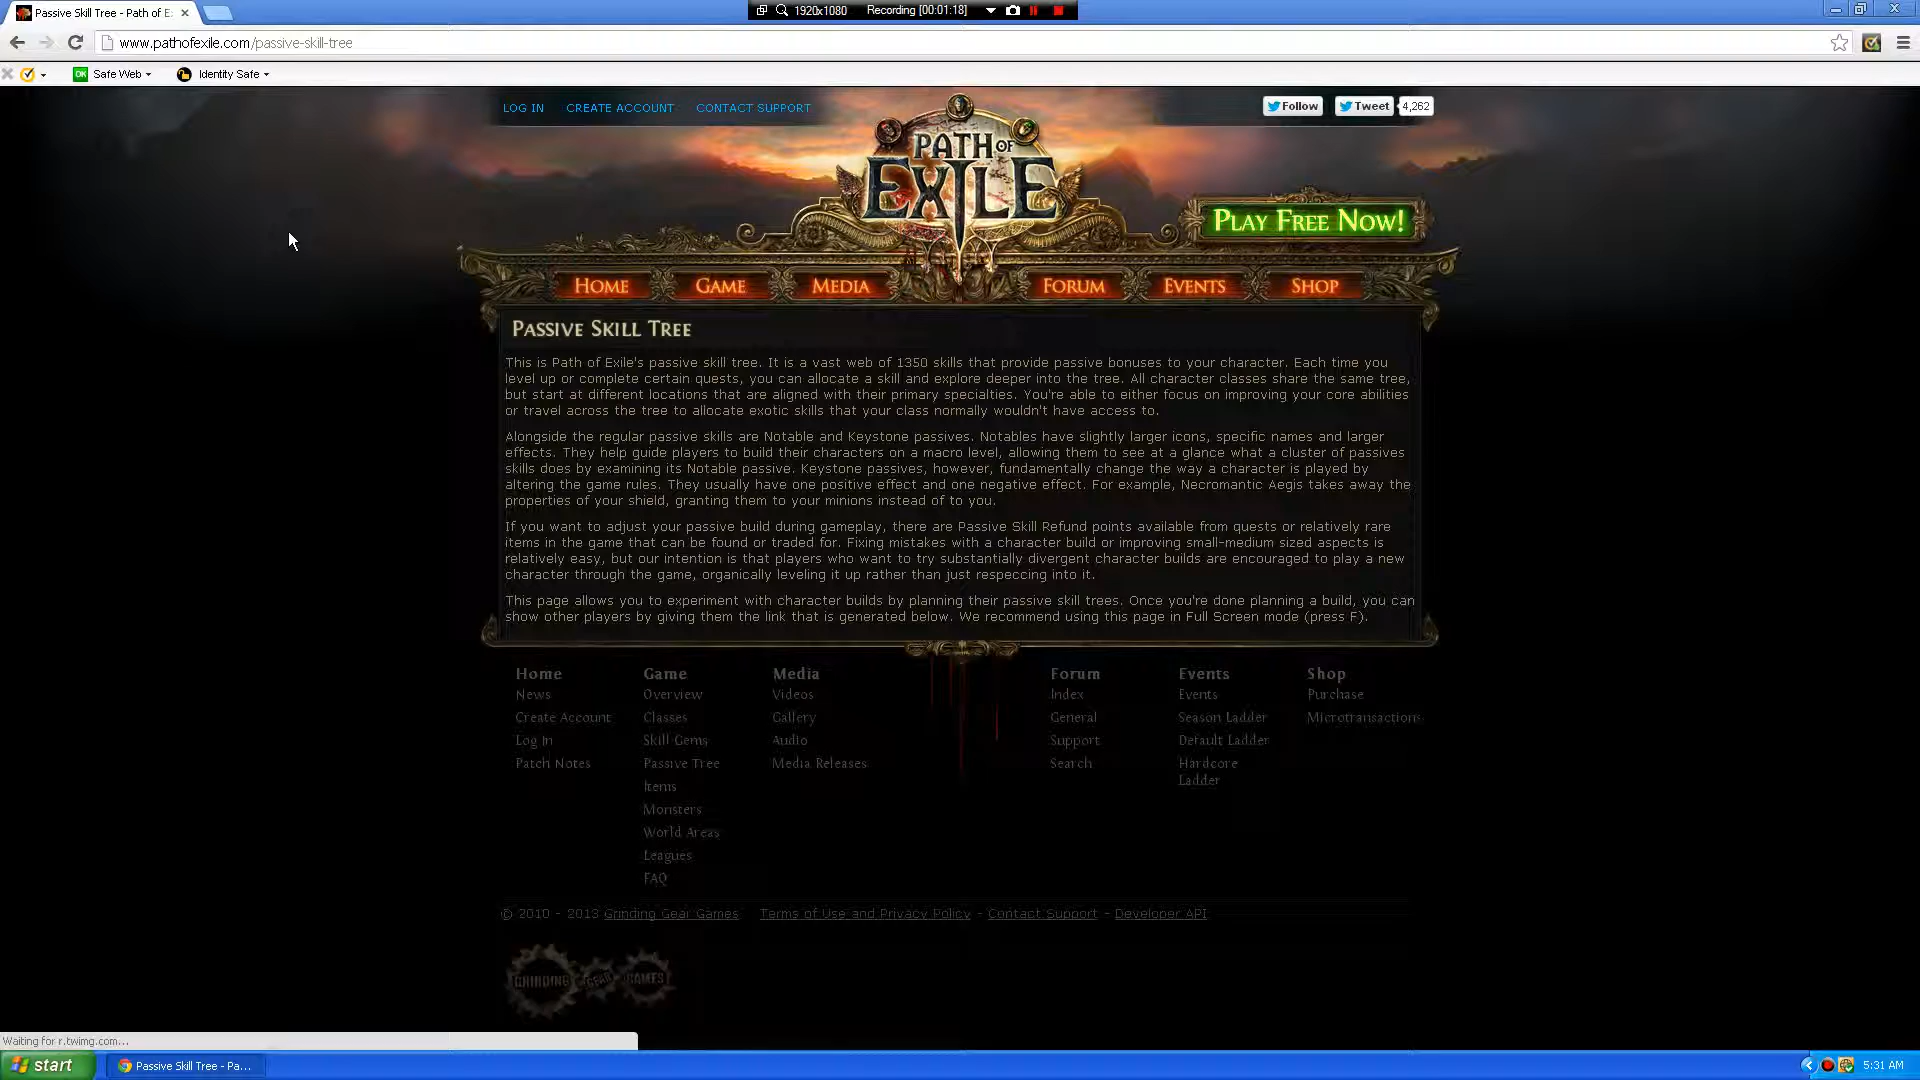 Passive Skill Tree - Path of E
1920x1080 Recording [00:01:18]
www.pathofexile.com/passive-skill-tree
OK Safe Web Identity Safe
LOG IN CREATE ACCOUNT CONTACT SUPPORT Follow Tweet 4,262
PATH OF
EXILE
PLAY FREE NOW!
HOME GAME MEDIA FORUM EVENTS SHOP
PASSIVE SKILL TREE
This is Path of Exile's passive skill tree. It is a vast web of 1350 skills that provide passive bonuses to your character. Each time you
level up or complete certain quests, you can allocate a skill and explore deeper into the tree. All character classes share the same tree,
but start at different locations that are aligned with their primary specialties. You're able to either focus on improving your core abilities
or travel across the tree to allocate exotic skills that your class normally wouldn't have access to.
Alongside the regular passive skills are Notable and Keystone passives. Notables have slightly larger icons, specific names and larger
effects. They help guide players to build their characters on a macro level, allowing them to see at a glance what a cluster of passives
skills does by examining its Notable passive. Keystone passives, however, fundamentally change the way a character is played by
altering the game rules. They usually have one positive effect and one negative effect. For example, Necromantic Aegis takes away the
properties of your shield, granting them to your minions instead of to you.
If you want to adjust your passive build during gameplay, there are Passive Skill Refund points available from quests or relatively rare
items in the game that can be found or traded for. Fixing mistakes with a character build or improving small-medium sized aspects is
relatively easy, but our intention is that players who want to try substantially divergent character builds are encouraged to play a new
character through the game, organically leveling it up rather than just respeccing into it.
This page allows you to experiment with character builds by planning their passive skill trees. Once you're done planning a build, you can
show other players by giving them the link that is generated below. We recommend using this page in Full Screen mode (press F).
Home Game Media Forum Events Shop
News Overview Videos Index Events Purchase
Create Account Classes Gallery General Season Ladder Microtransactions
Log In Skill Gems Audio Support Default Ladder
Patch Notes Passive Tree Media Releases Search Hardcore
Ladder
Items
Monsters
World Areas
Leagues
FAQ
© 2010 - 2013 Grinding Gear Games Terms of Use and Privacy Policy - Contact Support - Developer API
GRINDING GEAR GAMES
Waiting for r.twimg.com...
start Passive Skill Tree - Pa... 5:31 AM